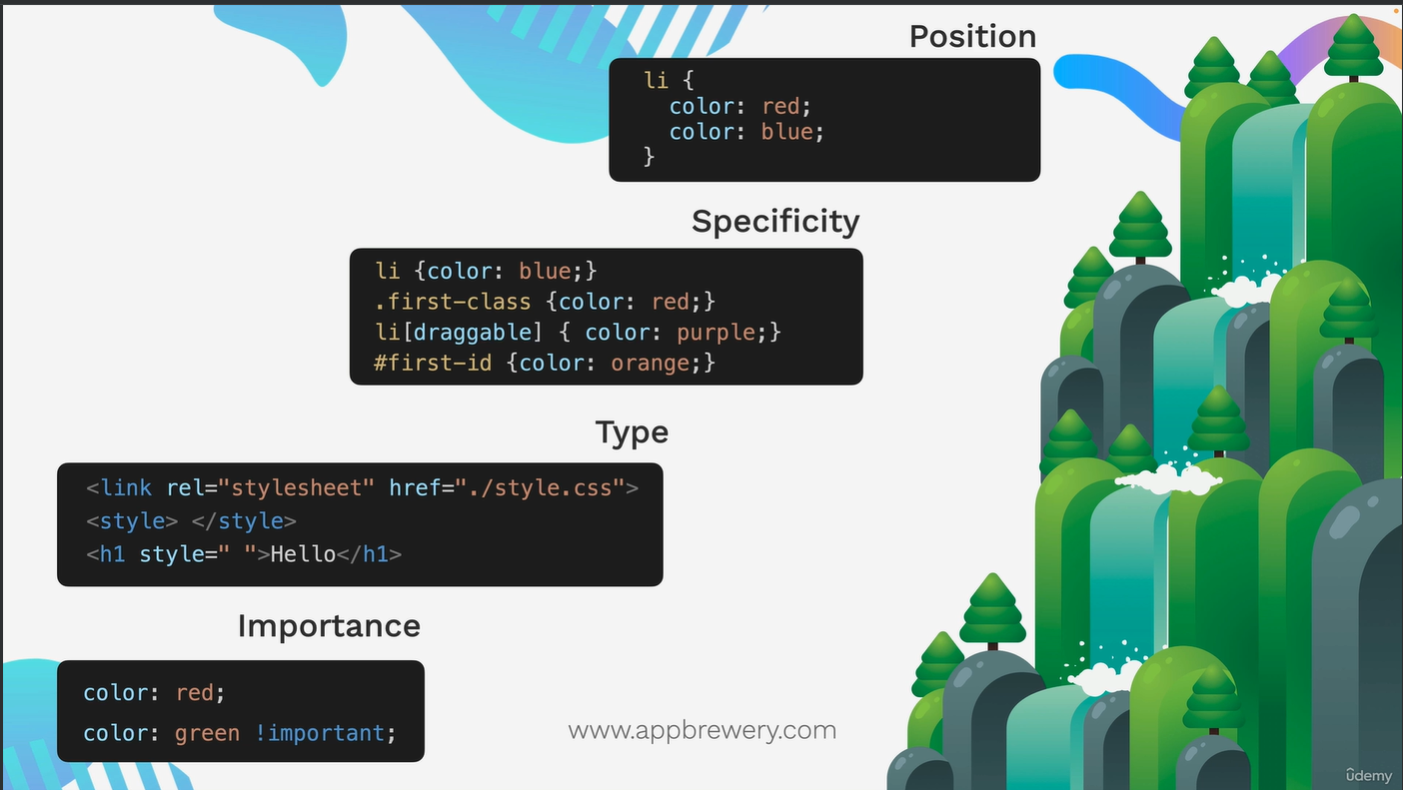 Position
li {
  color: red;
  color: blue;
}
Specificity
li {color: blue;}
.first-class {color: red;}
li[draggable] { color: purple;}
#first-id {color: orange;}
Type
<link rel="stylesheet" href="./style.css">
<style> </style>
<h1 style=" ">Hello</h1>
Importance
color: red;
color: green !important;
www.appbrewery.com
ûdemy